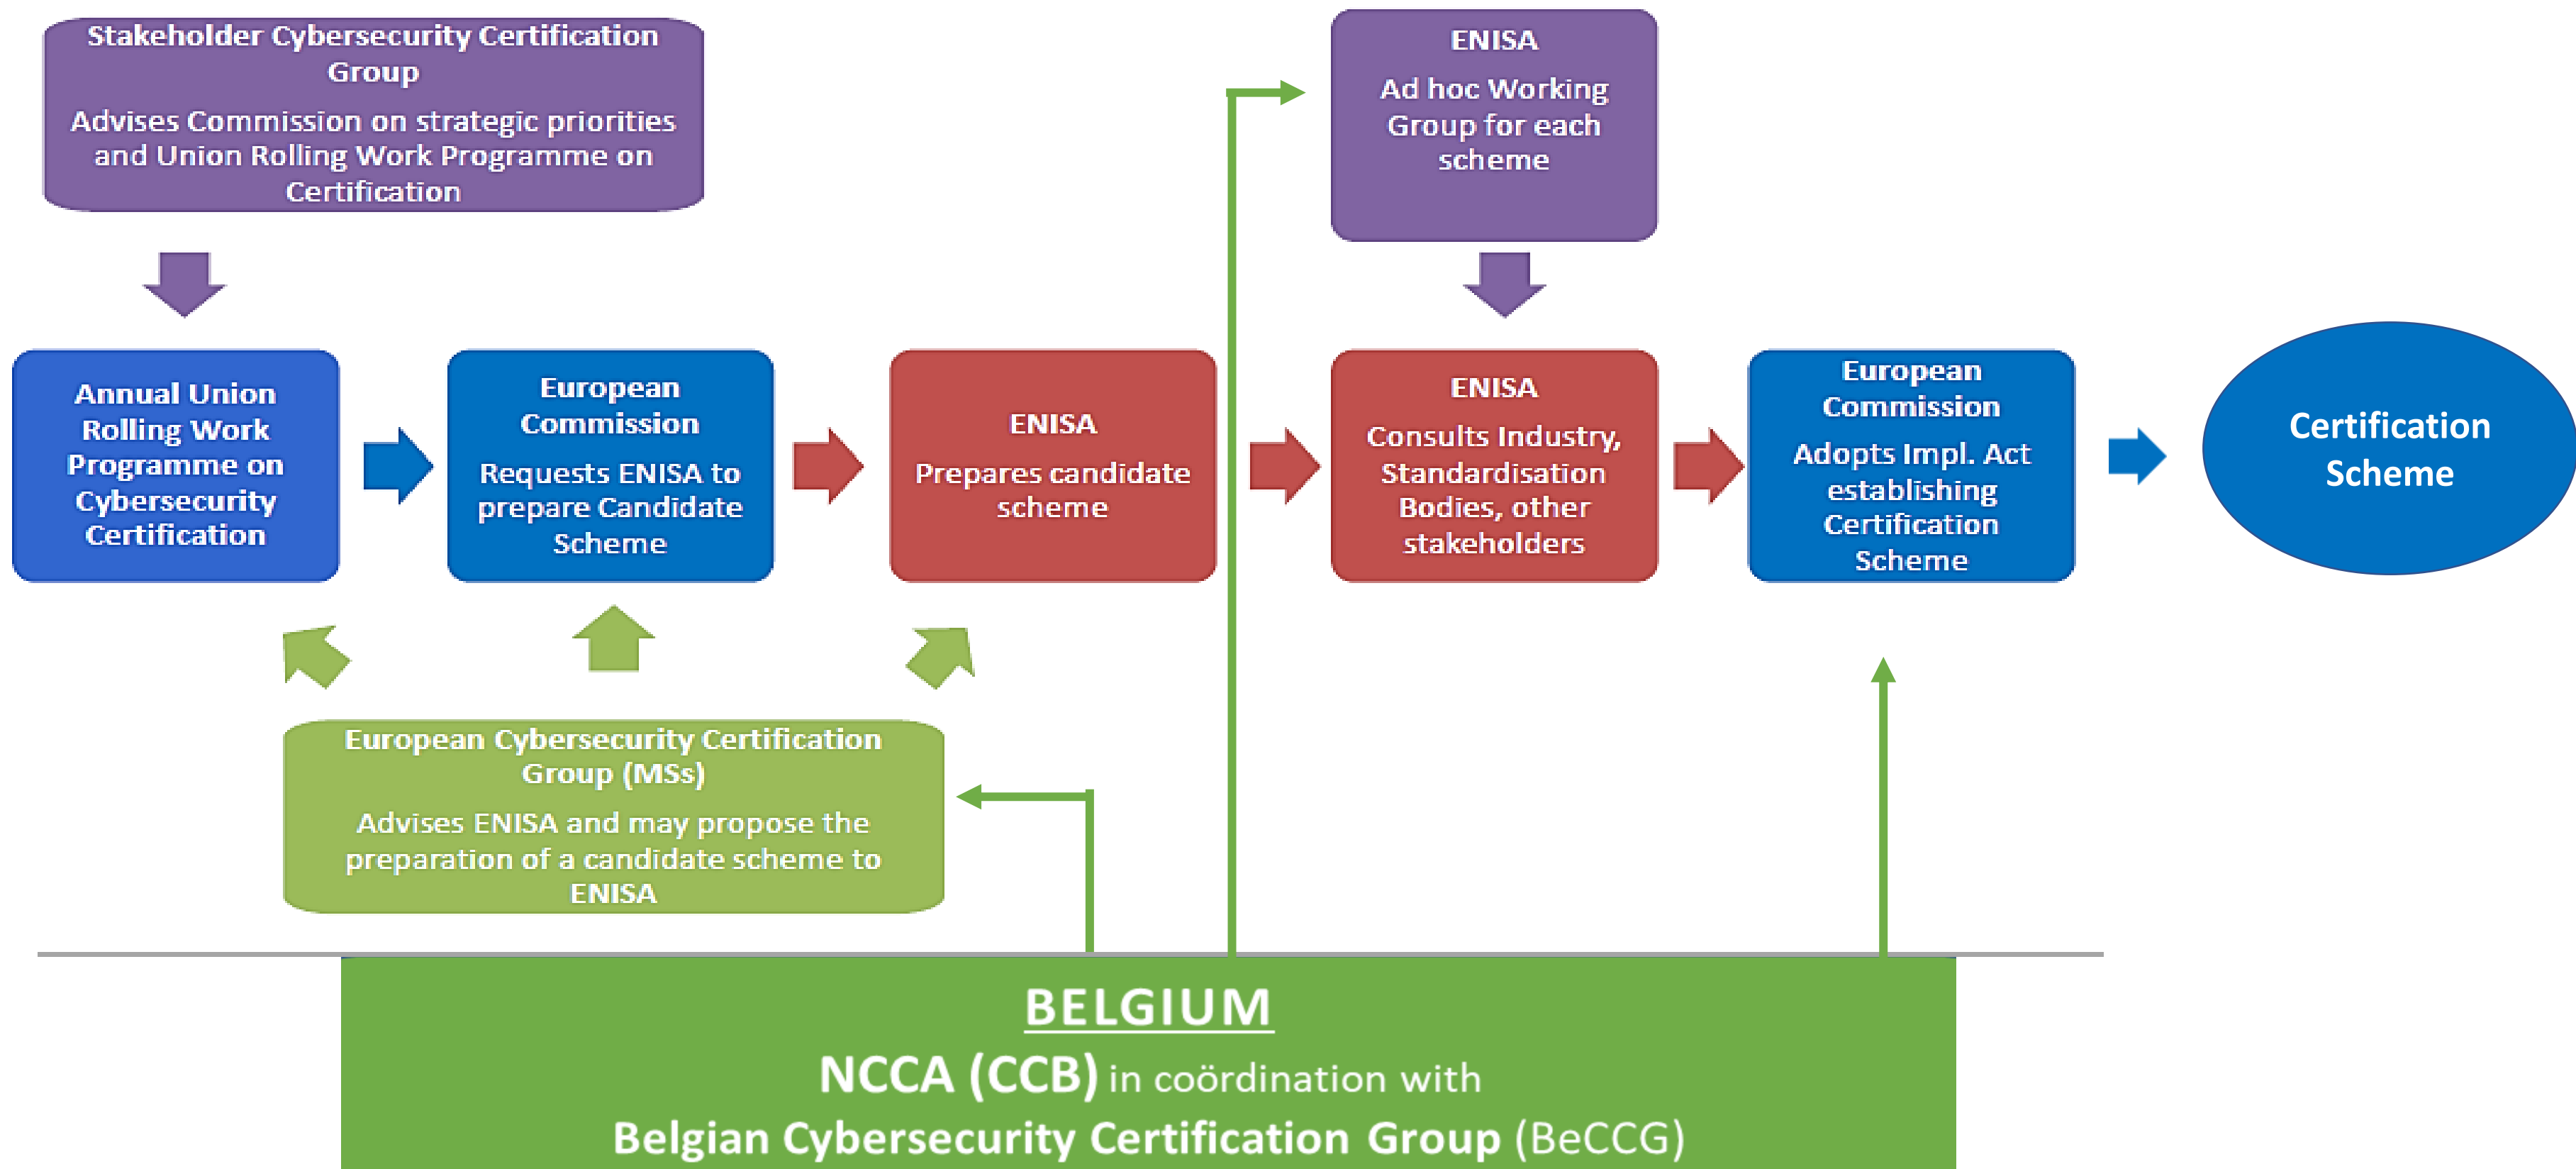 Stakeholder Cybersecurity Certification
Group
Advises Commission on strategic priorities
and Union Rolling Work Programme on
Certification
ENISA
Ad hoc Working
Group for each
scheme
Annual Union
Rolling Work
Programme on
Cybersecurity
Certification
European
Commission
Requests ENISA to
prepare Candidate
Scheme
ENISA
Prepares candidate
scheme
ENISA
Consults Industry,
Standardisation
Bodies, other
stakeholders
European
Commission
Adopts Impl. Act
establishing
Certification
Scheme
Certification
Scheme
European Cybersecurity Certification
Group (MSs)
Advises ENISA and may propose the
preparation of a candidate scheme to
ENISA
BELGIUM
NCCA (CCB) in coördination with
Belgian Cybersecurity Certification Group (BeCCG)